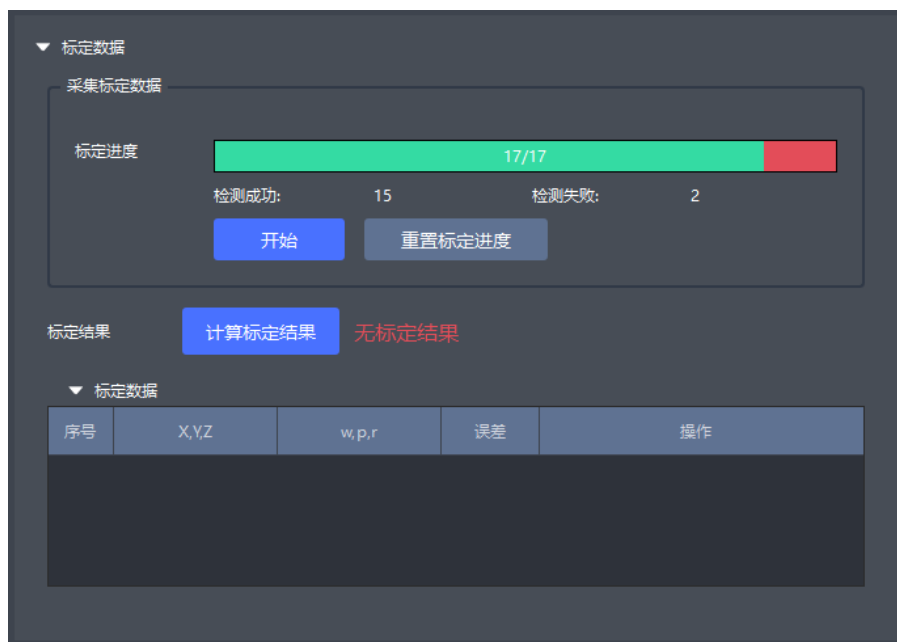 标定数据
采集标定数据
标定进度 17/17
检测成功: 15 检测失败: 2
开始 重置标定进度
标定结果 计算标定结果 无标定结果
标定数据
序号 X,Y,Z w,p,r 误差 操作